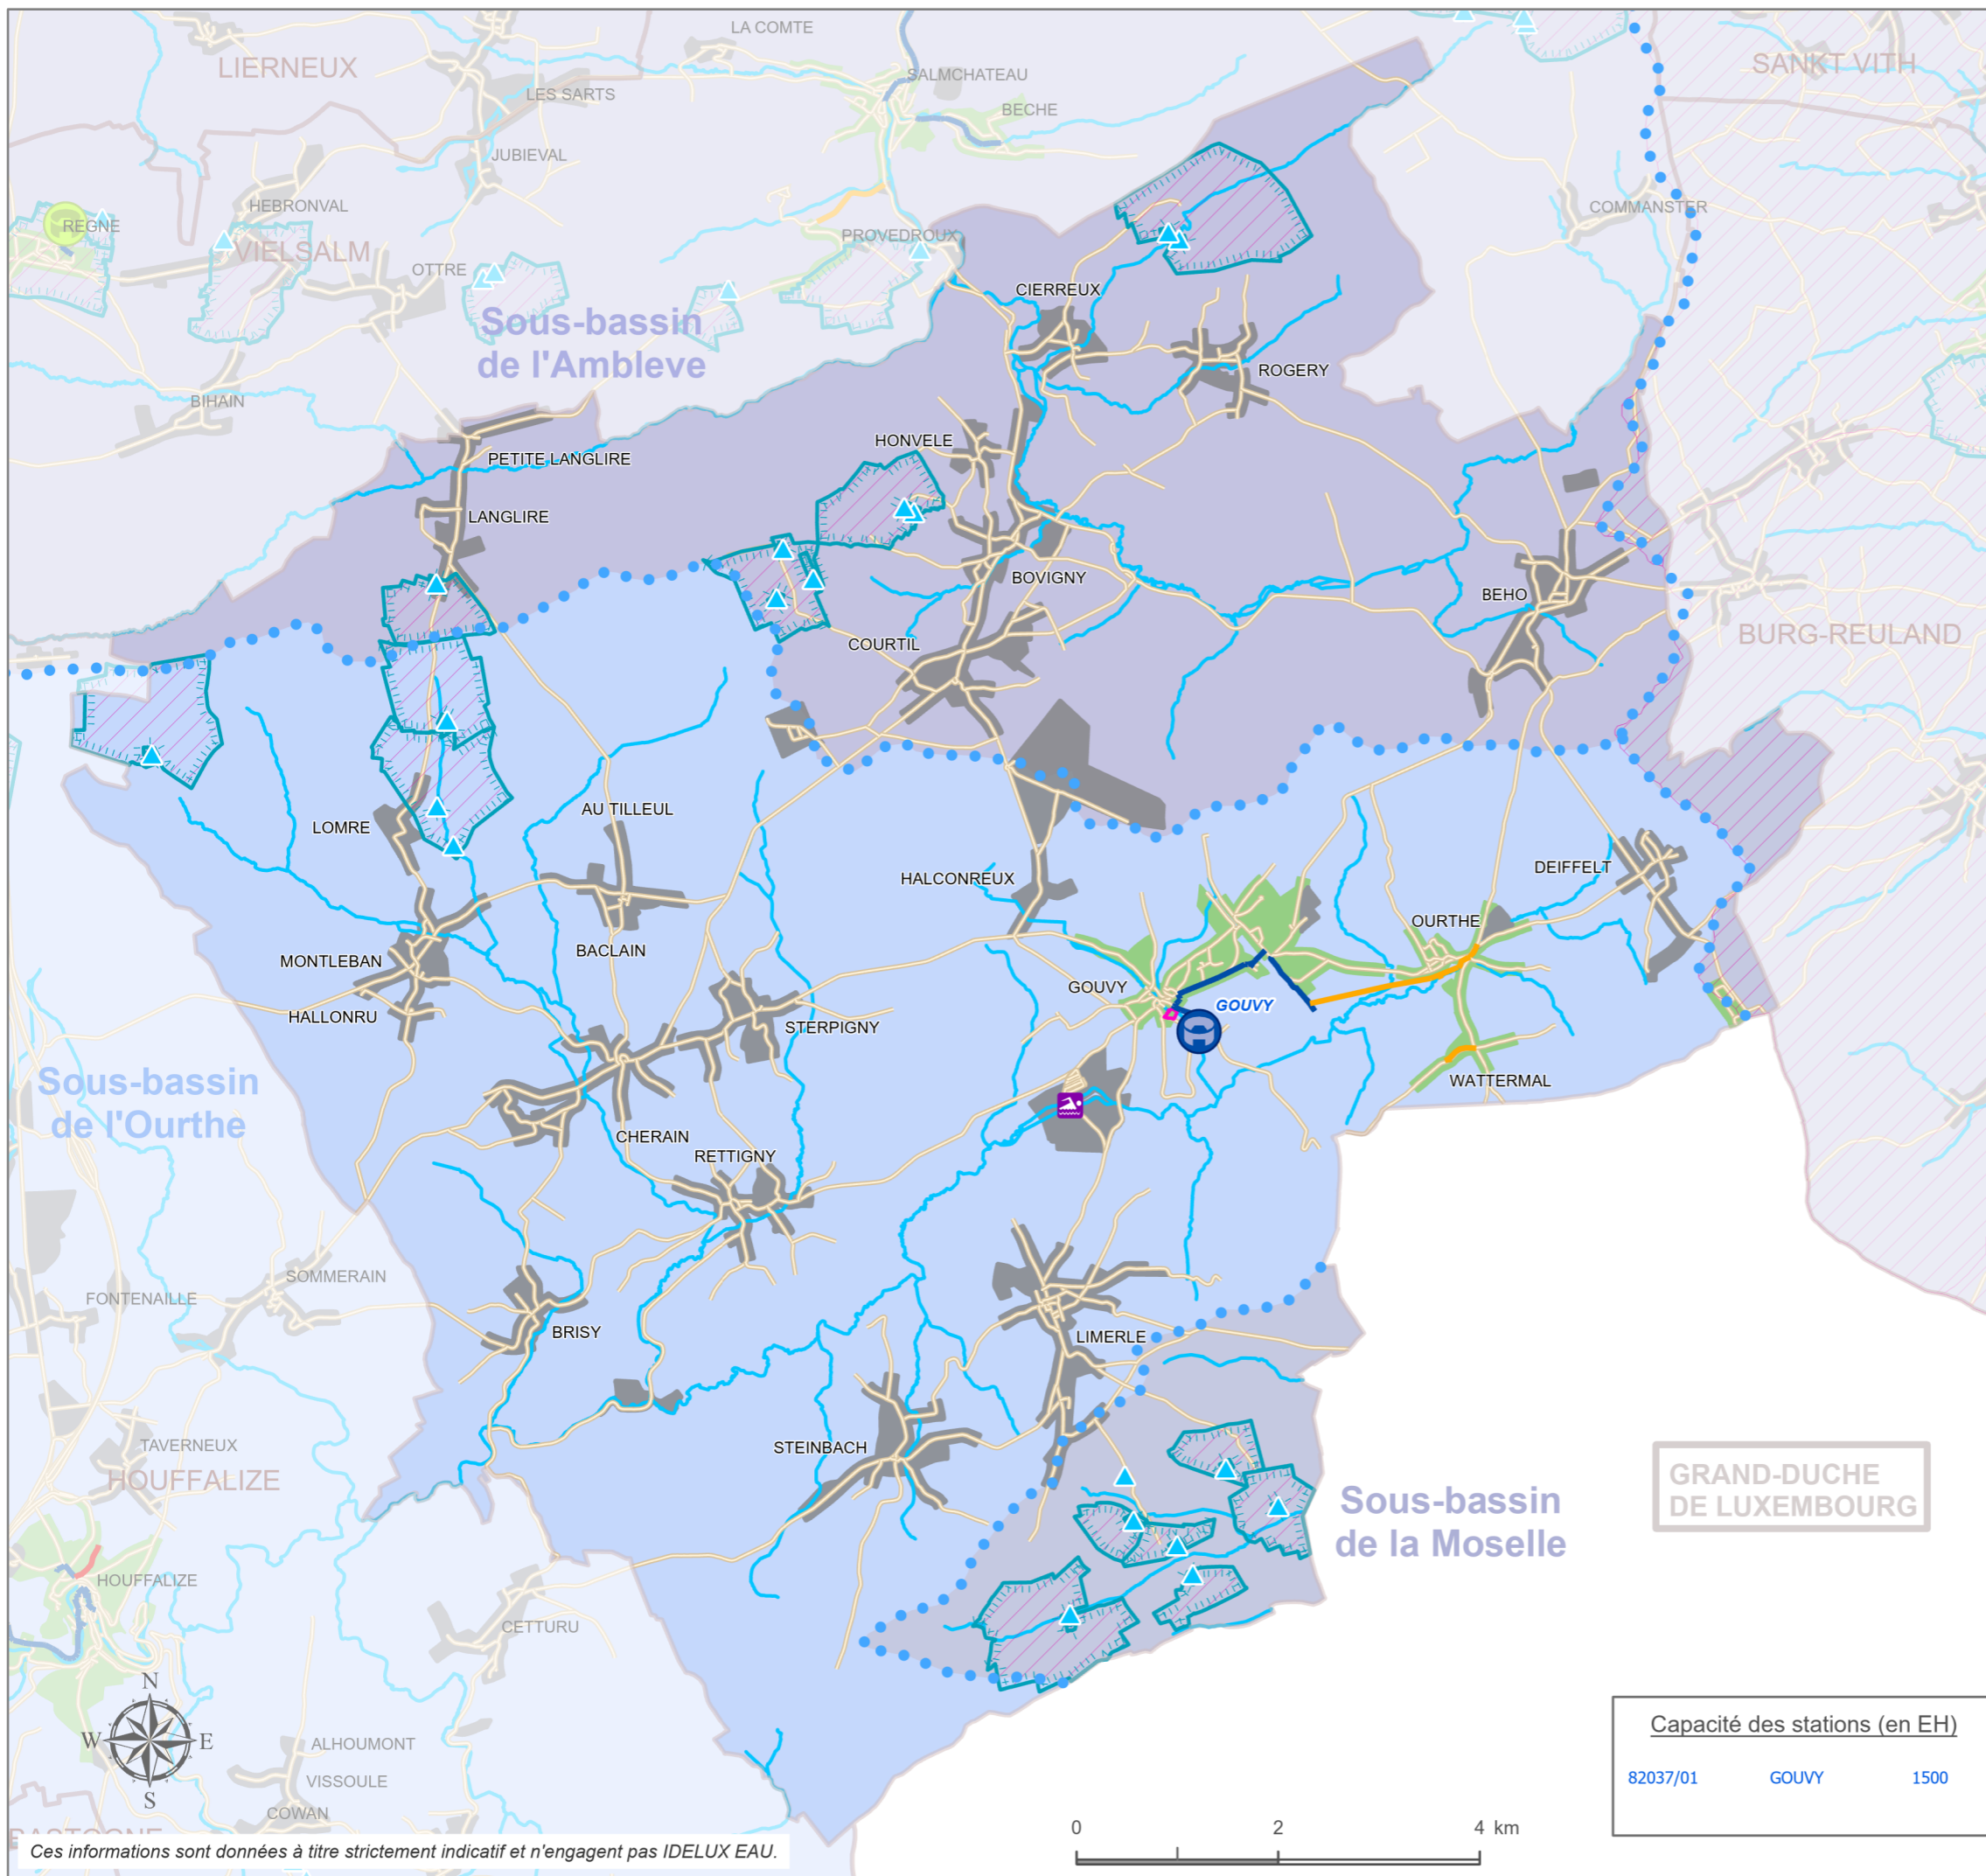 LA COMTE
LIERNEUX
SALMCHATEAU
SANKT VITH
LES SARTS
BECHE
JUBIEVAL
HEBRONVAL
COMMANSTER
REGNE
VIELSALM
PROVEDROUX
OTTRE
CIERREUX
Sous-bassin
de l'Ambleve
ROGERY
BIHAIN
HONVELE
PETITE LANGLIRE
LANGLIRE
BOVIGNY
BEHO
BURG-REULAND
COURTIL
AU TILLEUL
LOMRE
DEIFFELT
HALCONREUX
OURTHE
BACLAIN
MONTLEBAN
GOUVY
GOUVY
HALLONRU
STERPIGNY
Sous-bassin
de l'Ourthe
WATTERMAL
CHERAIN
RETTIGNY
SOMMERAIN
FONTENAILLE
BRISY
LIMERLE
TAVERNEUX
STEINBACH
HOUFFALIZE
GRAND-DUCHE
DE LUXEMBOURG
Sous-bassin
de la Moselle
HOUFFALIZE
CETTURU
N
W E
S
ALHOUMONT
VISSOULE
COWAN
BASTOGNE
Capacité des stations (en EH)
82037/01 GOUVY 1500
0 2 4 km
Ces informations sont données à titre strictement indicatif et n'engagent pas IDELUX EAU.